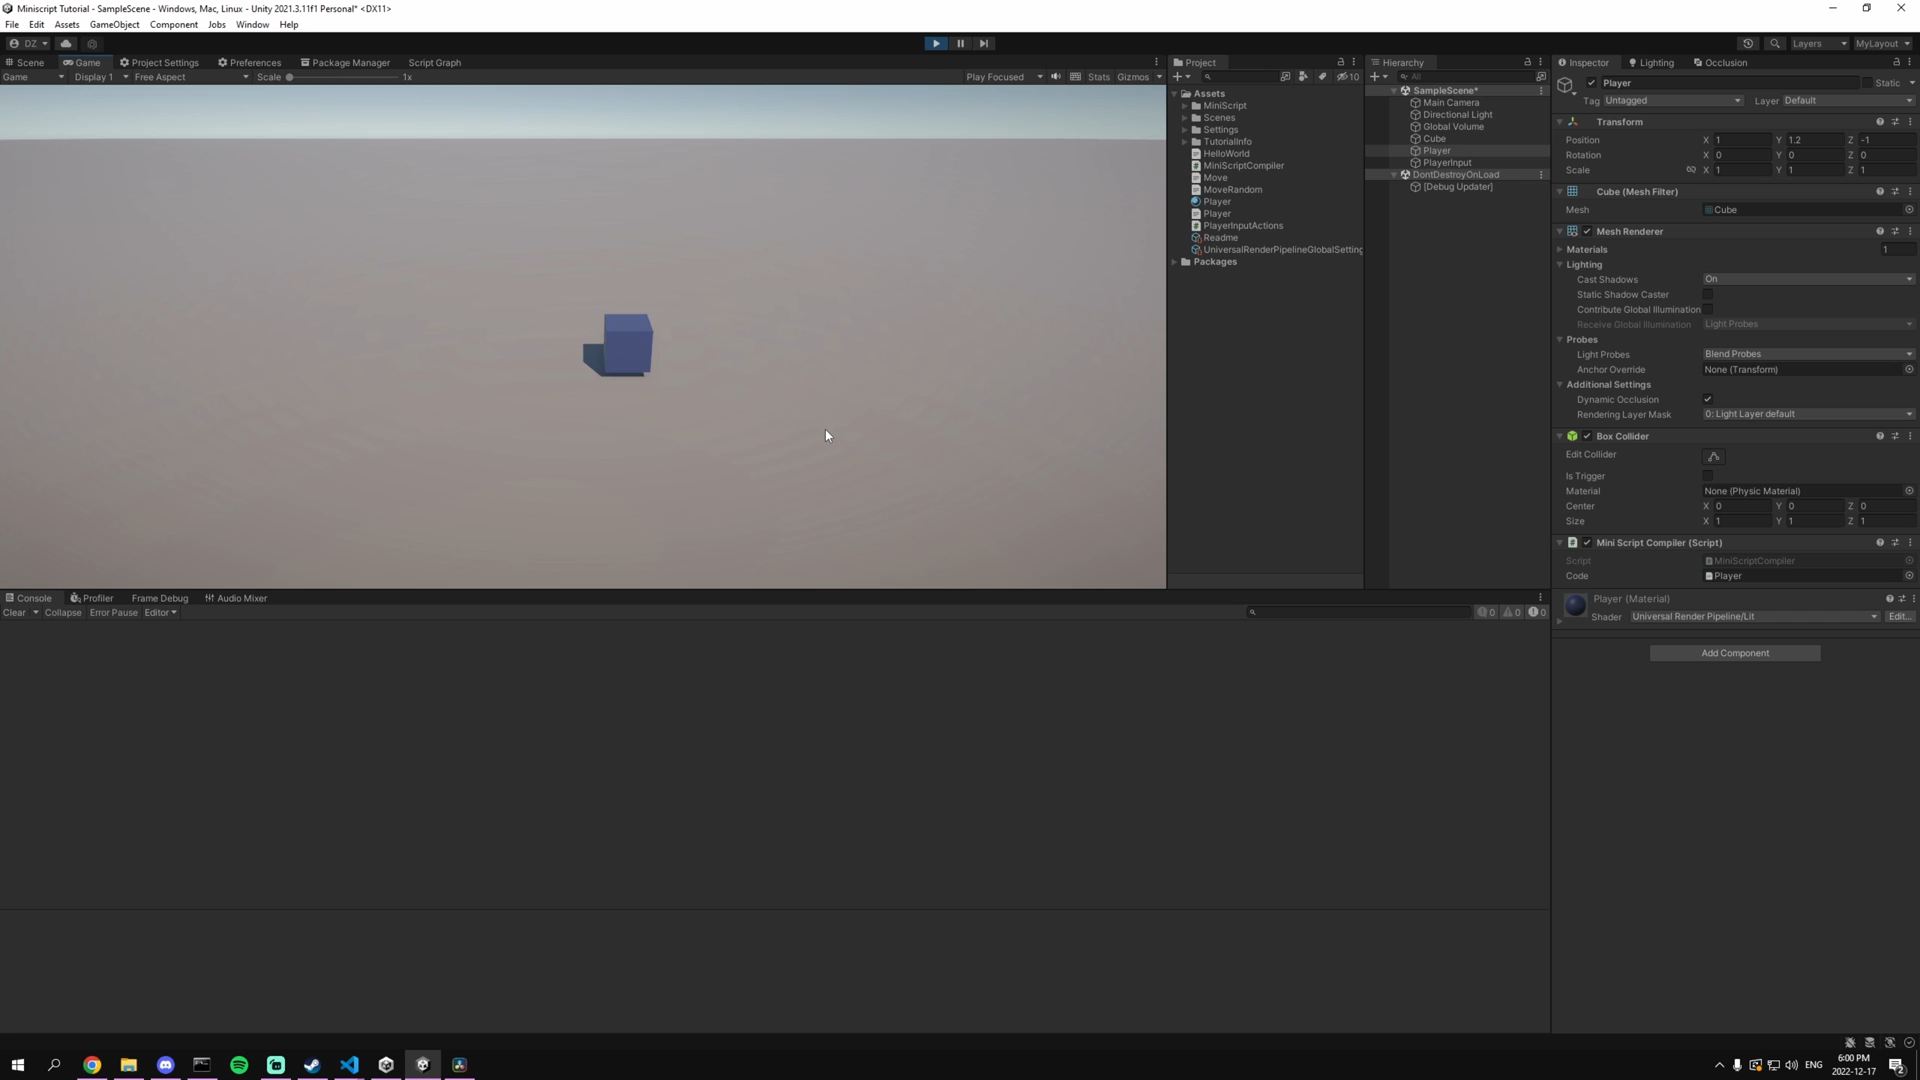 Miniscript Tutorial - SampleScene - Windows, Mac, Linux - Unity 2021.3.11f1 Personal* <DX11>
File Edit Assets GameObject Component Jobs Window Help
DZ Layers MyLayout
Scene Game Project Settings Preferences Package Manager Script Graph
Game Display 1 Free Aspect Scale 1x Play Focused Stats Gizmos
Project
10
Assets
MiniScript
Scenes
Settings
TutorialInfo
HelloWorld
MiniScriptCompiler
Move
MoveRandom
Player
Player
PlayerInputActions
Readme
UniversalRenderPipelineGlobalSetting
Packages
Hierarchy
All
SampleScene*
Main Camera
Directional Light
Global Volume
Cube
Player
PlayerInput
DontDestroyOnLoad
[Debug Updater]
Inspector Lighting Occlusion
Player Static
Tag Untagged Layer Default
Transform
Position X 1 Y 1.2 Z -1
Rotation X 0 Y 0 Z 0
Scale X 1 Y 1 Z 1
Cube (Mesh Filter)
Mesh Cube
Mesh Renderer
Materials 1
Lighting
Cast Shadows On
Static Shadow Caster
Contribute Global Illumination
Receive Global Illumination Light Probes
Probes
Light Probes Blend Probes
Anchor Override None (Transform)
Additional Settings
Dynamic Occlusion
Rendering Layer Mask 0: Light Layer default
Box Collider
Edit Collider
Is Trigger
Material None (Physic Material)
Center X 0 Y 0 Z 0
Size X 1 Y 1 Z 1
Mini Script Compiler (Script)
Script MiniScriptCompiler
Code Player
Player (Material)
Shader Universal Render Pipeline/Lit Edit...
Add Component
Console Profiler Frame Debug Audio Mixer
Clear Collapse Error Pause Editor 0 0 0
ENG
6:00 PM
2022-12-17
2